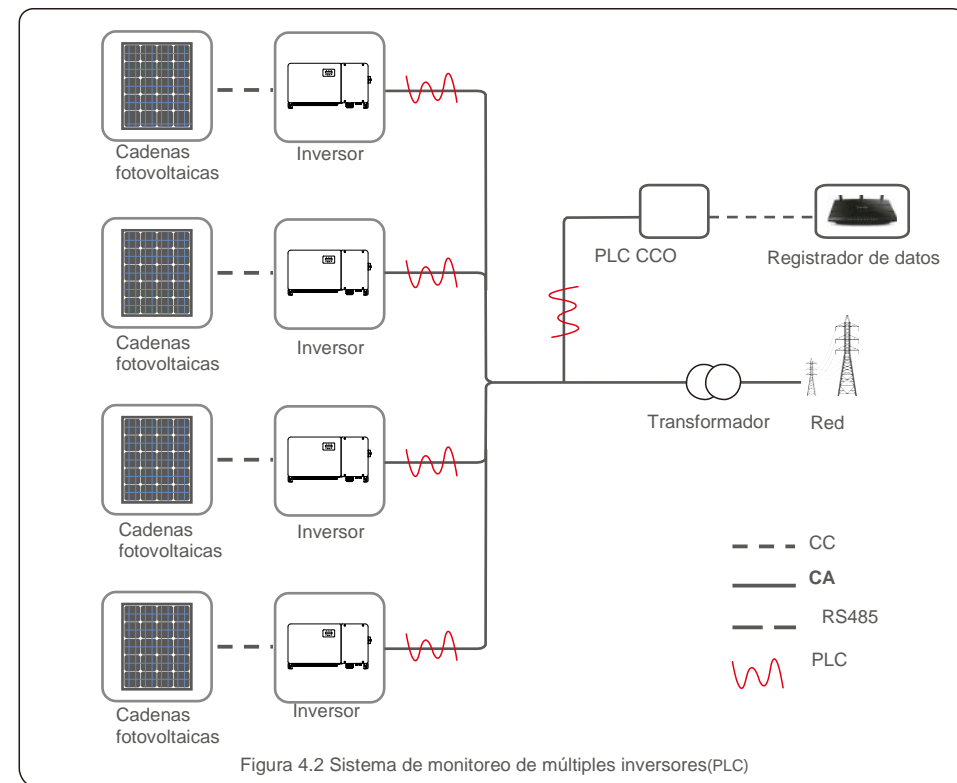 Cadenas
fotovoltaicas
Inversor
Cadenas
fotovoltaicas
Inversor
Cadenas
fotovoltaicas
Inversor
Cadenas
fotovoltaicas
Inversor
PLC CCO
Registrador de datos
Transformador
Red
CC
CA
RS485
PLC
Figura 4.2 Sistema de monitoreo de múltiples inversores(PLC)